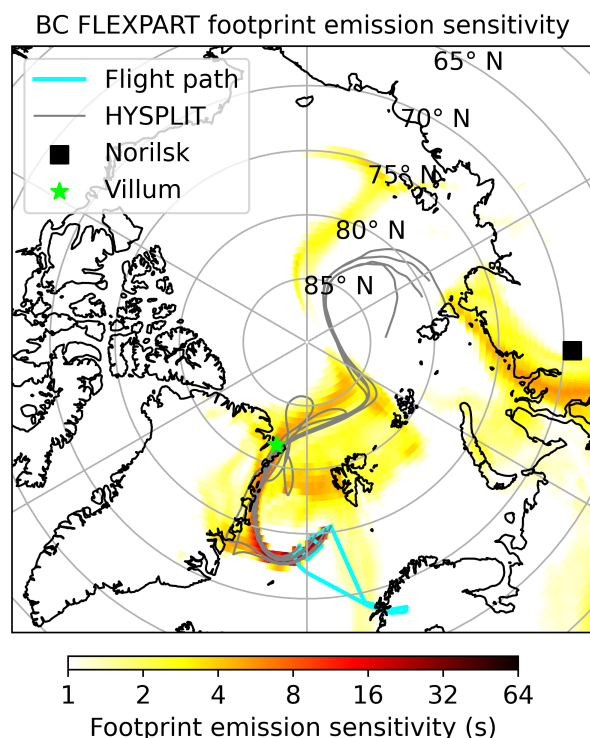 BC FLEXPART footprint emission sensitivity
Flight path
HYSPLIT
Norilsk
Villum
65° N
70° N
75° N
80° N
85° N
1 2 4 8 16 32 64
Footprint emission sensitivity (s)